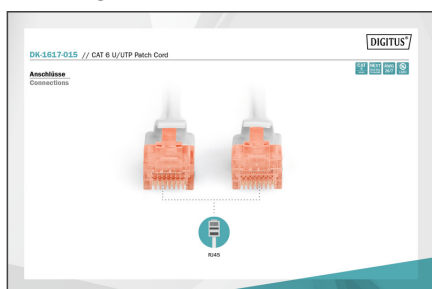 DIGITUS®
DK-1617-015 // CAT 6 U/UTP Patch Cord
Anschlüsse
Connections
RJ45